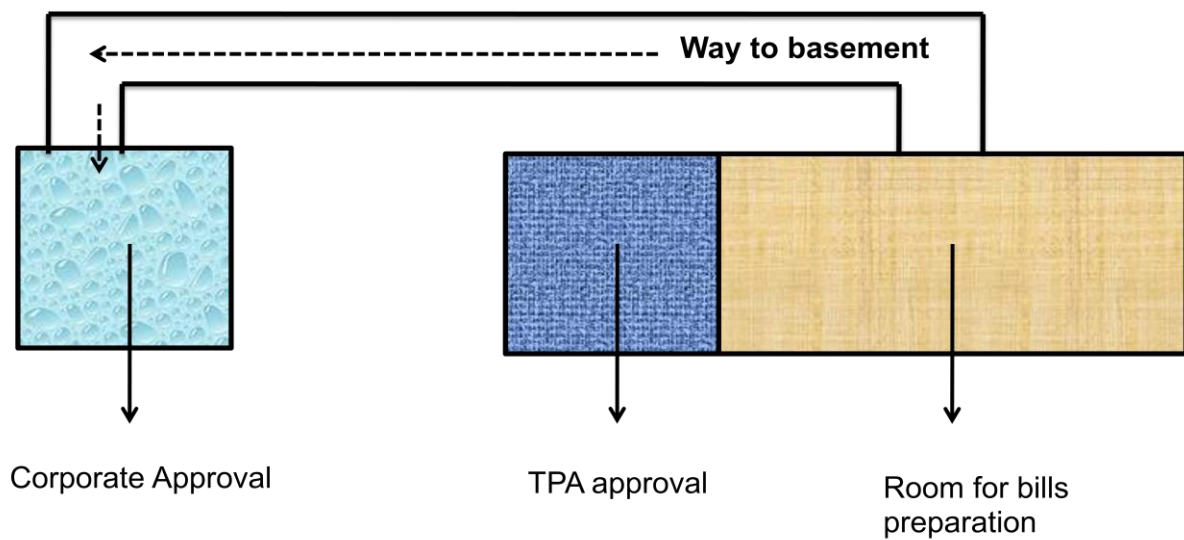 Way to basement
Corporate Approval
TPA approval
Room for bills
preparation